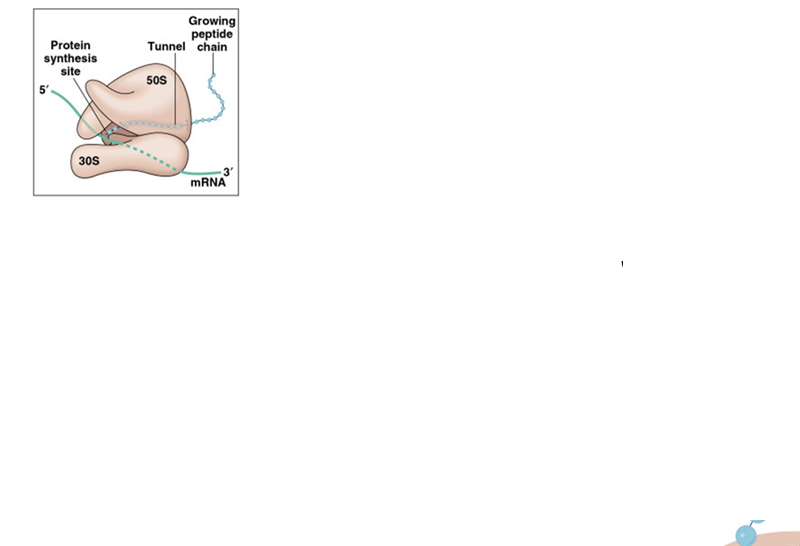 Growing
peptide
chain
Tunnel
Protein
synthesis
site
50S
5′
30S
3′
mRNA